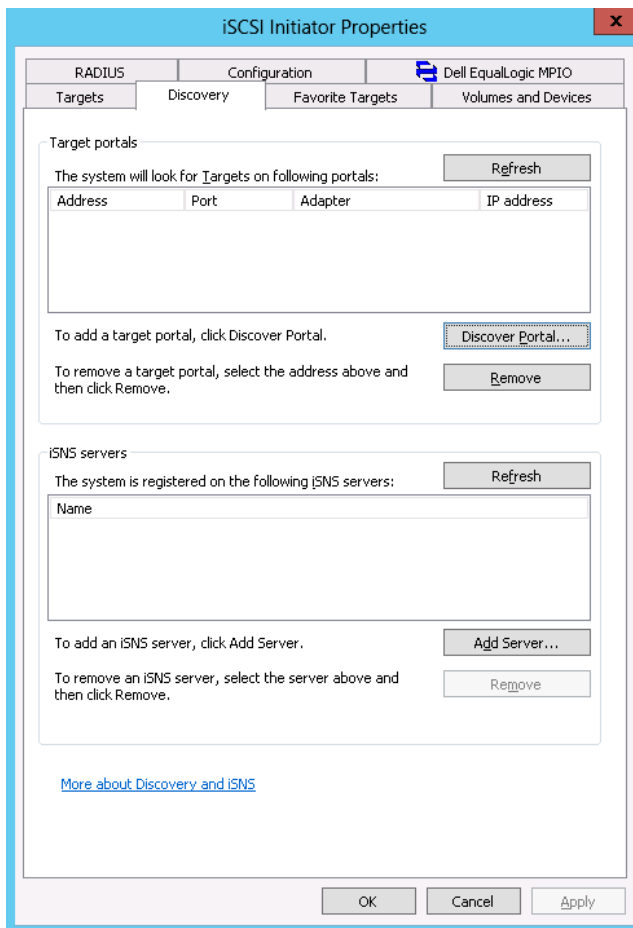 iSCSI Initiator Properties
x
RADIUS Configuration Dell EqualLogic MPIO
Targets Discovery Favorite Targets Volumes and Devices
Target portals
Refresh
The system will look for Targets on following portals:
Address Port Adapter IP address
To add a target portal, click Discover Portal. Discover Portal...
To remove a target portal, select the address above and
then click Remove.
Remove
iSNS servers
Refresh
The system is registered on the following iSNS servers:
Name
To add an iSNS server, click Add Server. Add Server...
To remove an iSNS server, select the server above and
then click Remove.
Remove
More about Discovery and iSNS
OK Cancel Apply